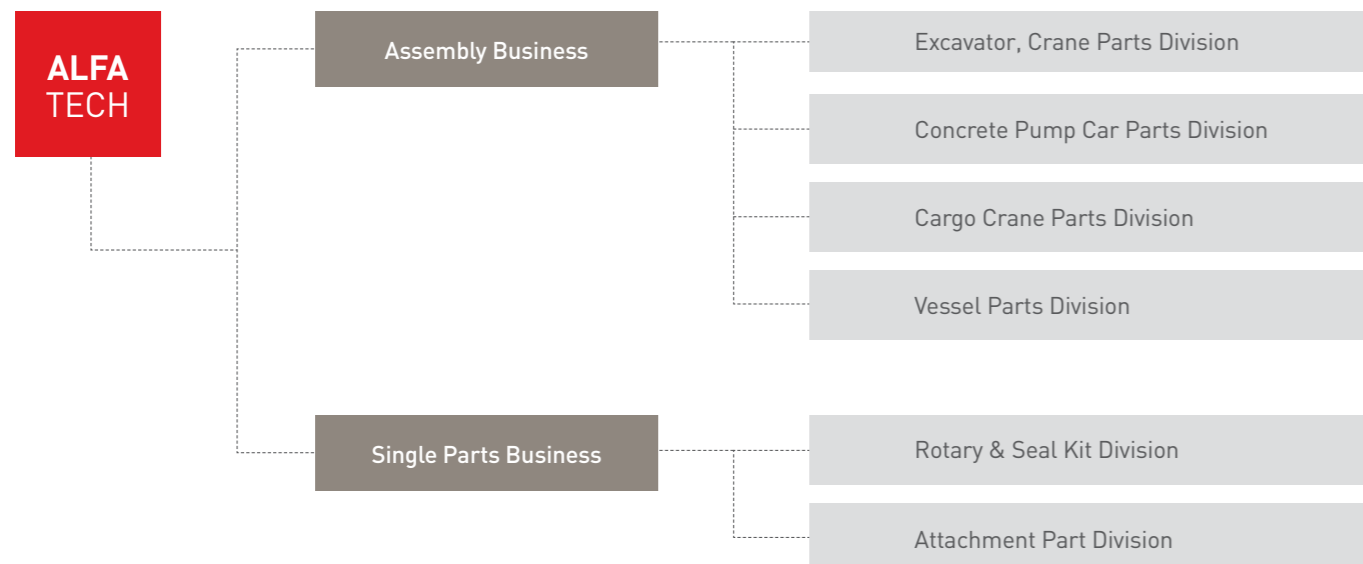 ALFA
TECH
Assembly Business
Excavator, Crane Parts Division
Concrete Pump Car Parts Division
Cargo Crane Parts Division
Vessel Parts Division
Single Parts Business
Rotary & Seal Kit Division
Attachment Part Division